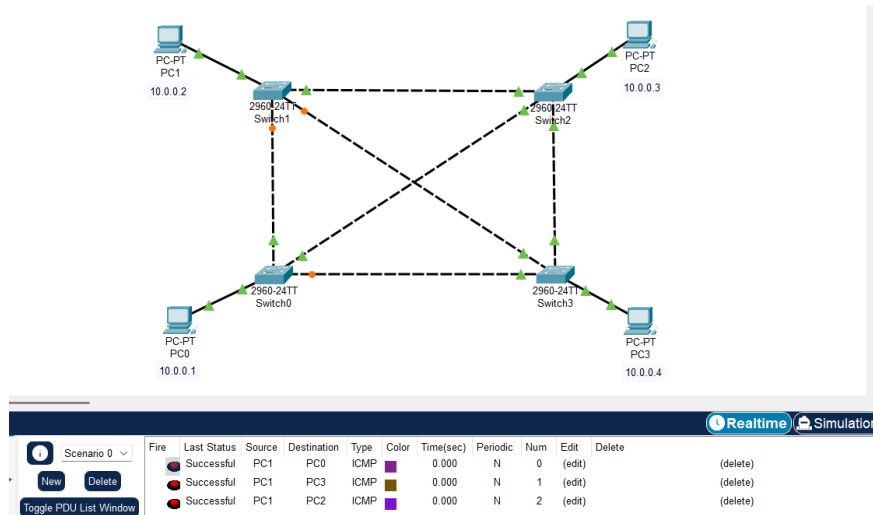 PC-PT
PC1
10.0.0.2
PC-PT
PC2
10.0.0.3
2960-24TT
Switch1
2960-24TT
Switch2
2960-24TT
Switch0
2960-24TT
Switch3
PC-PT
PC0
10.0.0.1
PC-PT
PC3
10.0.0.4
Realtime Simulation
Scenario 0
New Delete
Toggle PDU List Window
Fire Last Status Source Destination Type Color Time(sec) Periodic Num Edit Delete
Successful PC1 PC0 ICMP 0.000 N 0 (edit) (delete)
Successful PC1 PC3 ICMP 0.000 N 1 (edit) (delete)
Successful PC1 PC2 ICMP 0.000 N 2 (edit) (delete)